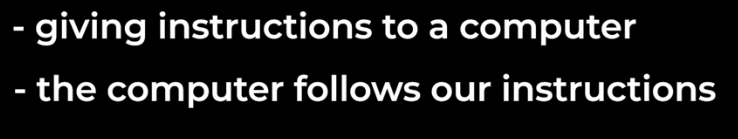 - giving instructions to a computer
- the computer follows our instructions